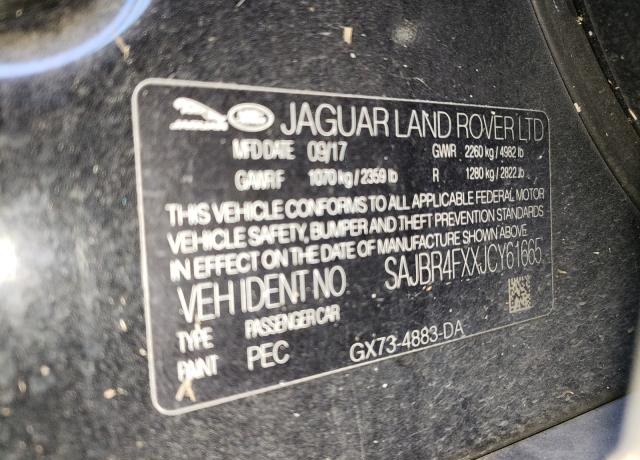 JAGUAR LAND ROVER LTD
JAGUAR
MFD DATE 09/17 GWR 2260 kg / 4982 lb
GAWR F 1070 kg / 2359 lb R 1280 kg / 2822 lb
THIS VEHICLE CONFORMS TO ALL APPLICABLE FEDERAL MOTOR
VEHICLE SAFETY, BUMPER AND THEFT PREVENTION STANDARDS
IN EFFECT ON THE DATE OF MANUFACTURE SHOWN ABOVE
VEH IDENT NO SAJBR4FXXJCY61665
TYPE PASSENGER CAR
PAINT PEC GX73-4883-DA